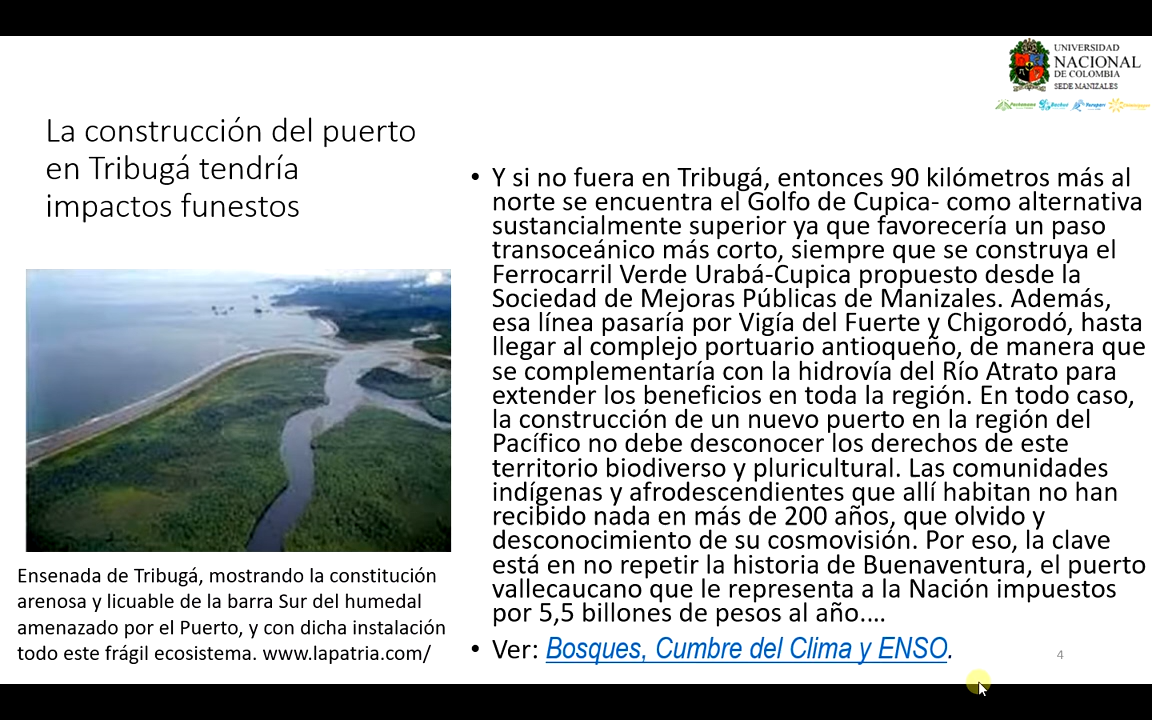 UNIVERSIDAD
NACIONAL
DE COLOMBIA
SEDE MANIZALES
La construcción del puerto
en Tribugá tendría
impactos funestos
Ensenada de Tribugá, mostrando la constitución
arenosa y licuable de la barra Sur del humedal
amenazado por el Puerto, y con dicha instalación
todo este frágil ecosistema. www.lapatria.com/
• Y si no fuera en Tribugá, entonces 90 kilómetros más al
norte se encuentra el Golfo de Cupica- como alternativa
sustancialmente superior ya que favorecería un paso
transoceánico más corto, siempre que se construya el
Ferrocarril Verde Urabá-Cupica propuesto desde la
Sociedad de Mejoras Públicas de Manizales. Además,
esa línea pasaría por Vigía del Fuerte y Chigorodó, hasta
llegar al complejo portuario antioqueño, de manera que
se complementaría con la hidrovía del Río Atrato para
extender los beneficios en toda la región. En todo caso,
la construcción de un nuevo puerto en la región del
Pacífico no debe desconocer los derechos de este
territorio biodiverso y pluricultural. Las comunidades
indígenas y afrodescendientes que allí habitan no han
recibido nada en más de 200 años, que olvido y
desconocimiento de su cosmovisión. Por eso, la clave
está en no repetir la historia de Buenaventura, el puerto
vallecaucano que le representa a la Nación impuestos
por 5,5 billones de pesos al año....
• Ver: Bosques, Cumbre del Clima y ENSO.
4